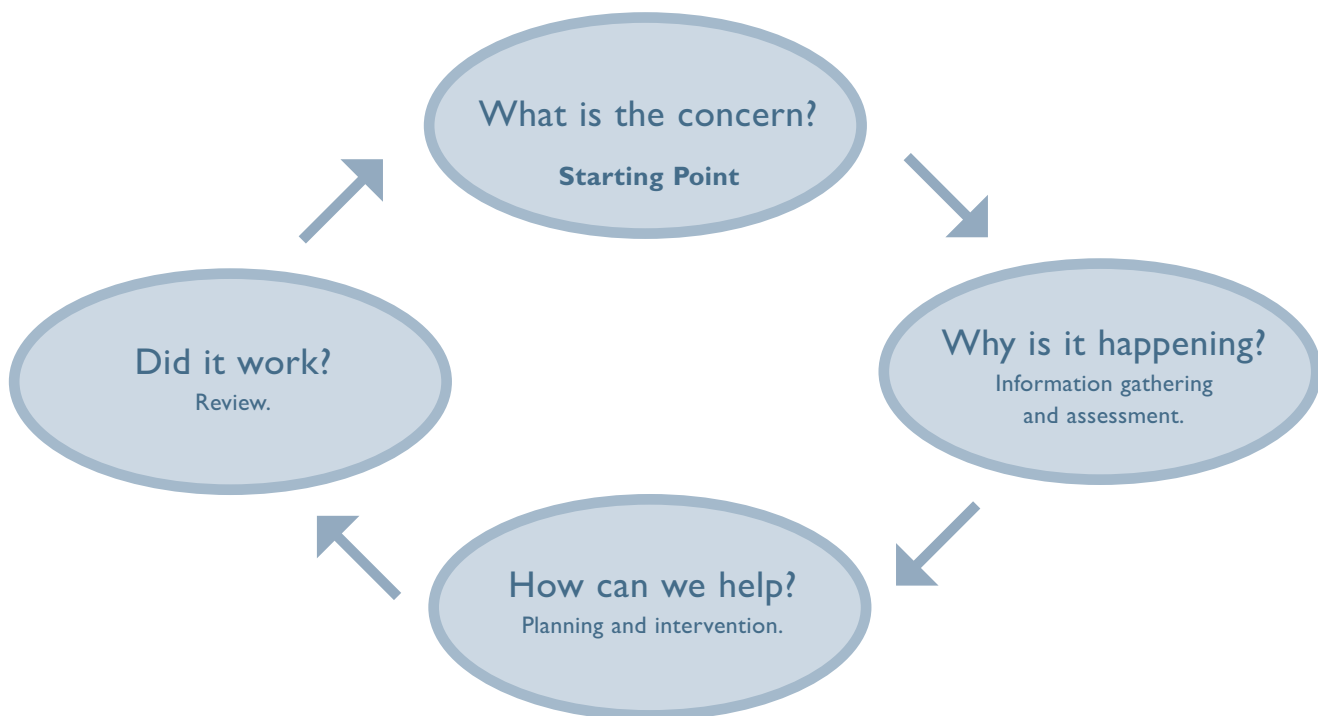 What is the concern?
Starting Point
Why is it happening?
Information gathering
and assessment.
How can we help?
Planning and intervention.
Did it work?
Review.